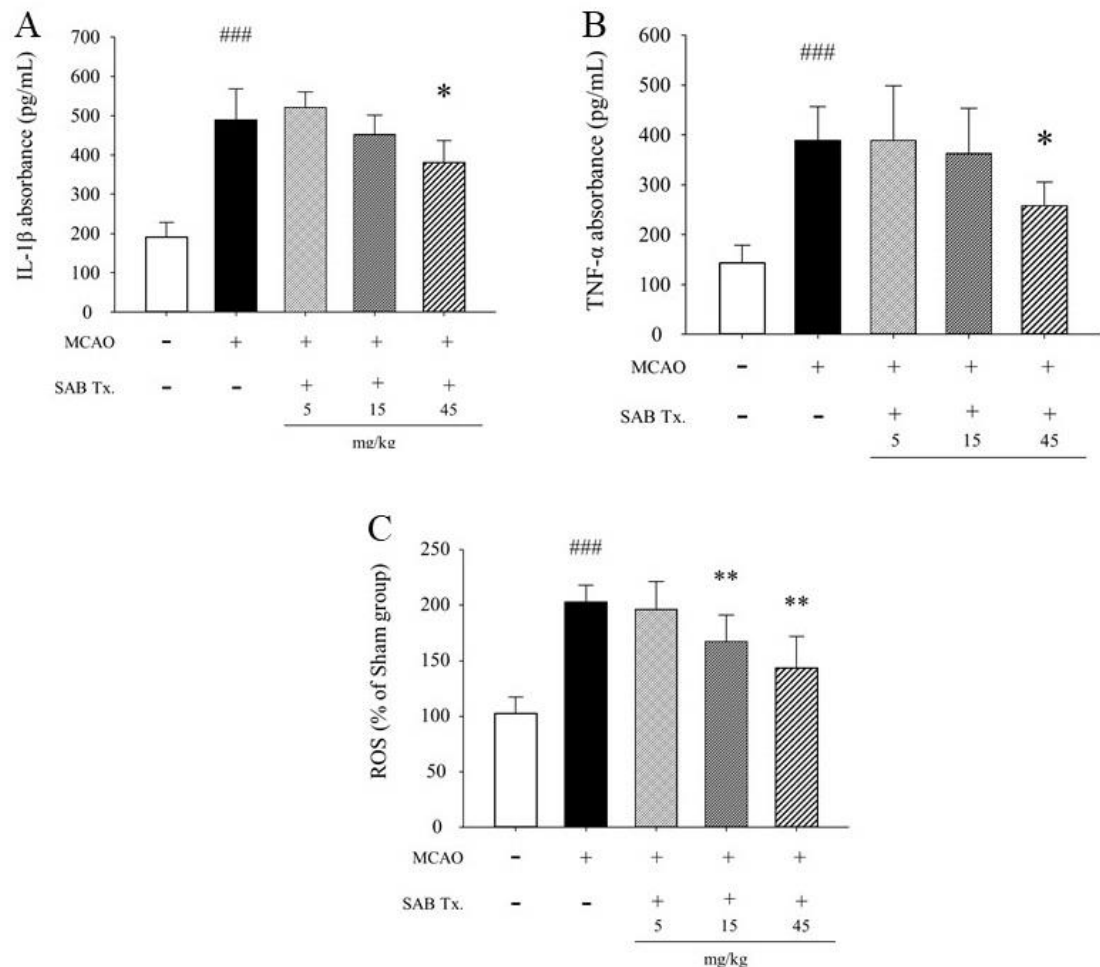 A
IL-1β absorbance (pg/mL)
800
700
600
500
400
300
200
100
0
###
*
MCAO - + + + +
SAB Tx. - - + + +
5 15 45
mg/kg
B
TNF-α absorbance (pg/mL)
600
500
400
300
200
100
0
###
*
MCAO - + + + +
SAB Tx. - - + + +
5 15 45
C
ROS (% of Sham group)
250
200
150
100
50
0
###
** **
MCAO - + + + +
SAB Tx. - - + + +
5 15 45
mg/kg